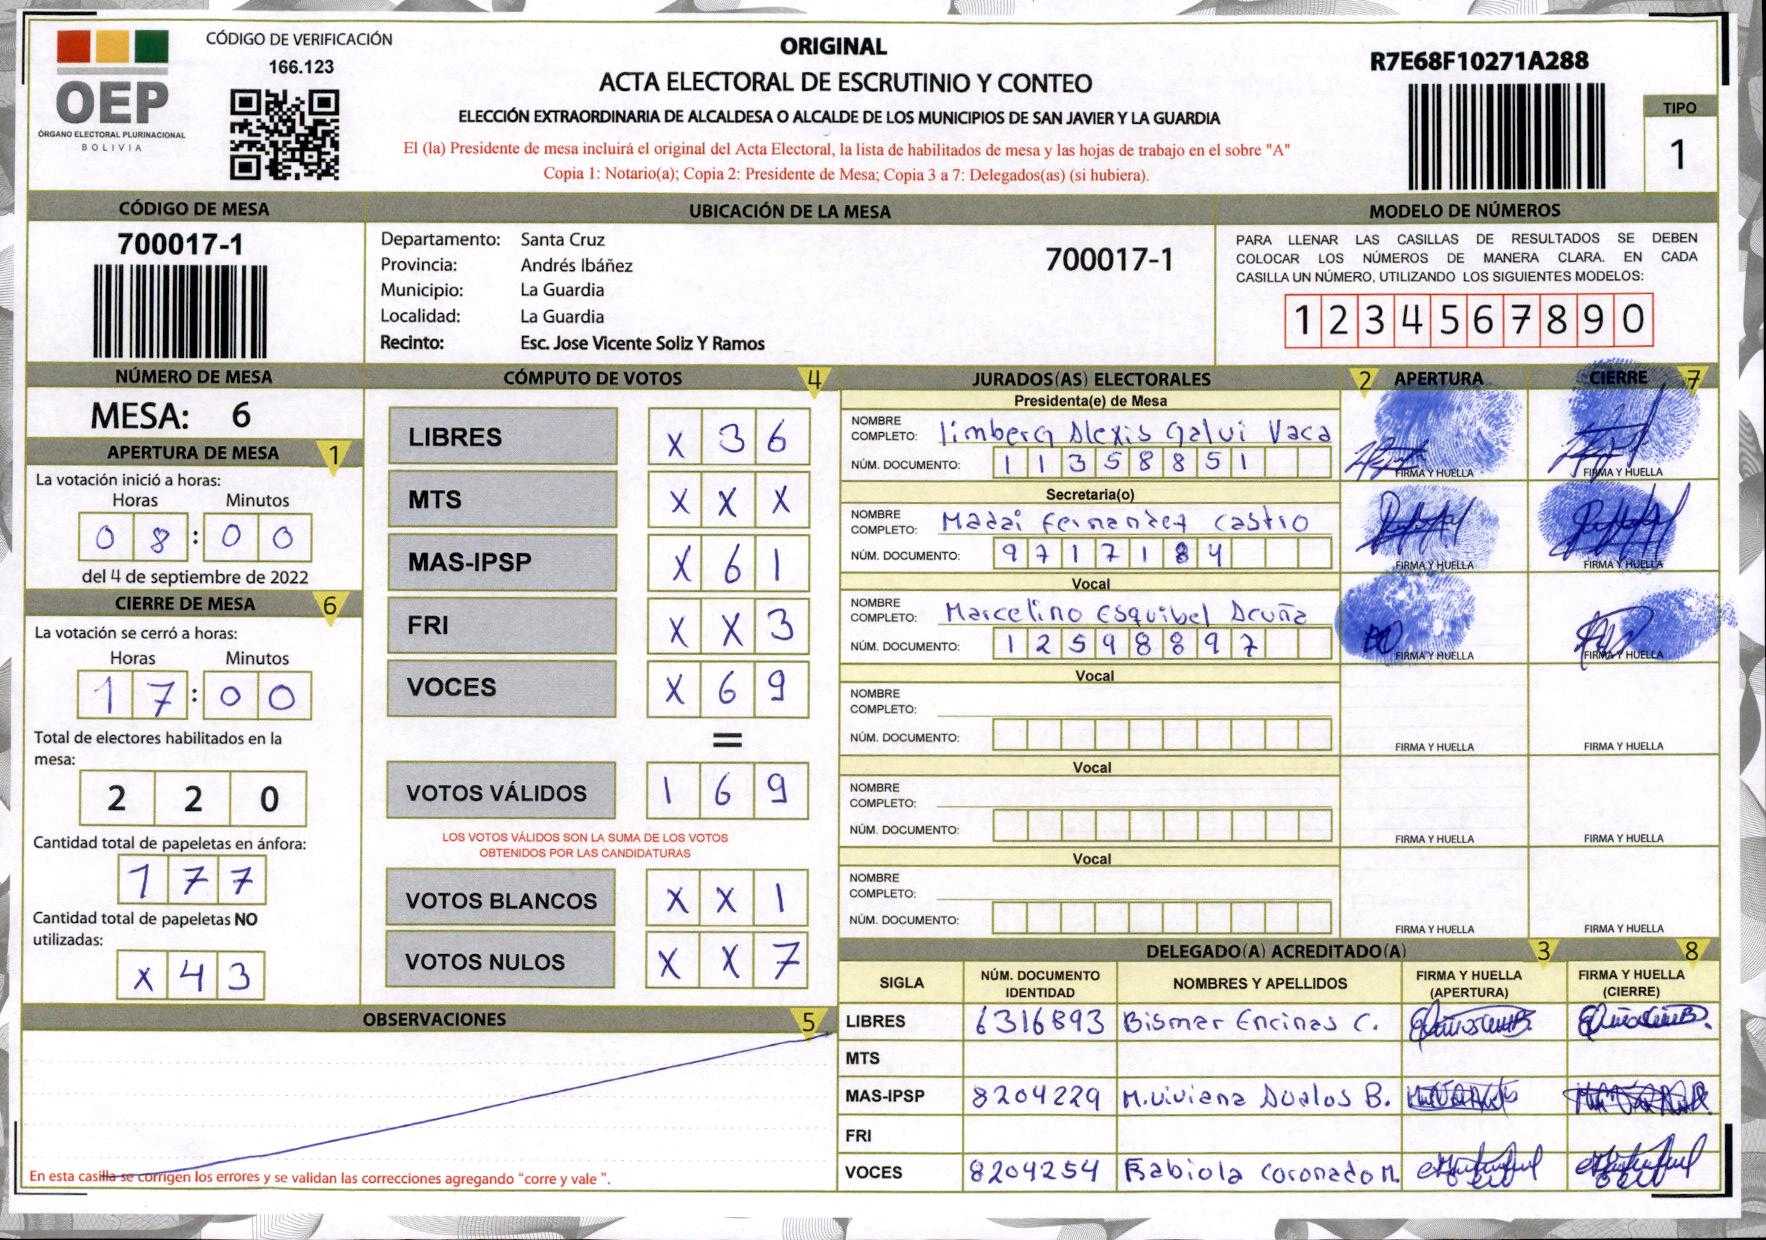 CÓDIGO DE VERIFICACIÓN
166.123
OEP
ÓRGANO ELECTORAL PLURINACIONAL
BOLIVIA
ORIGINAL
ACTA ELECTORAL DE ESCRUTINIO Y CONTEO
ELECCIÓN EXTRAORDINARIA DE ALCALDESA O ALCALDE DE LOS MUNICIPIOS DE SAN JAVIER Y LA GUARDIA
El (la) Presidente de mesa incluirá el original del Acta Electoral, la lista de habilitados de mesa y las hojas de trabajo en el sobre "A"
Copia 1: Notario(a); Copia 2: Presidente de Mesa; Copia 3 a 7: Delegados(as) (si hubiera).
R7E68F10271A288
TIPO
1
CÓDIGO DE MESA
700017-1
UBICACIÓN DE LA MESA
Departamento: Santa Cruz
Provincia: Andrés Ibáñez
Municipio: La Guardia
Localidad: La Guardia
Recinto: Esc. Jose Vicente Soliz Y Ramos
700017-1
MODELO DE NÚMEROS
PARA LLENAR LAS CASILLAS DE RESULTADOS SE DEBEN
COLOCAR LOS NÚMEROS DE MANERA CLARA. EN CADA
CASILLA UN NÚMERO, UTILIZANDO LOS SIGUIENTES MODELOS:
1 2 3 4 5 6 7 8 9 0
NÚMERO DE MESA
MESA: 6
APERTURA DE MESA 1
La votación inició a horas:
Horas Minutos
0 8 : 0 0
del 4 de septiembre de 2022
CIERRE DE MESA 6
La votación se cerró a horas:
Horas Minutos
1 7 : 0 0
Total de electores habilitados en la
mesa:
2 2 0
Cantidad total de papeletas en ánfora:
1 7 7
Cantidad total de papeletas NO
utilizadas:
x 4 3
CÓMPUTO DE VOTOS 4
LIBRES X 3 6
MTS X X X
MAS-IPSP X 6 1
FRI X X 3
VOCES X 6 9
=
VOTOS VÁLIDOS 1 6 9
LOS VOTOS VÁLIDOS SON LA SUMA DE LOS VOTOS
OBTENIDOS POR LAS CANDIDATURAS
VOTOS BLANCOS X X 1
VOTOS NULOS X X 7
OBSERVACIONES 5
En esta casilla se corrigen los errores y se validan las correcciones agregando "corre y vale".
JURADOS(AS) ELECTORALES 2 APERTURA CIERRE 7
Presidenta(e) de Mesa
NOMBRE
COMPLETO: limberg Alexis Galvi Vaca
NÚM. DOCUMENTO: 1 1 3 5 8 8 5 1
FIRMA Y HUELLA FIRMA Y HUELLA
Secretaria(o)
NOMBRE
COMPLETO: Madai Fernandez Castro
NÚM. DOCUMENTO: 9 7 1 7 1 8 4
FIRMA Y HUELLA FIRMA Y HUELLA
Vocal
NOMBRE
COMPLETO: Marcelino Esquibel Acuña
NÚM. DOCUMENTO: 1 2 5 9 8 8 9 7
FIRMA Y HUELLA FIRMA Y HUELLA
Vocal
NOMBRE
COMPLETO:
NÚM. DOCUMENTO:
FIRMA Y HUELLA FIRMA Y HUELLA
Vocal
NOMBRE
COMPLETO:
NÚM. DOCUMENTO:
FIRMA Y HUELLA FIRMA Y HUELLA
Vocal
NOMBRE
COMPLETO:
NÚM. DOCUMENTO:
FIRMA Y HUELLA FIRMA Y HUELLA
DELEGADO(A) ACREDITADO(A) 3 8
SIGLA NÚM. DOCUMENTO IDENTIDAD NOMBRES Y APELLIDOS FIRMA Y HUELLA (APERTURA) FIRMA Y HUELLA (CIERRE)
LIBRES 6316893 Bismar Encinas C.
MTS
MAS-IPSP 8204229 M.viviana Avalos B.
FRI
VOCES 8204254 Fabiola Coronado M.